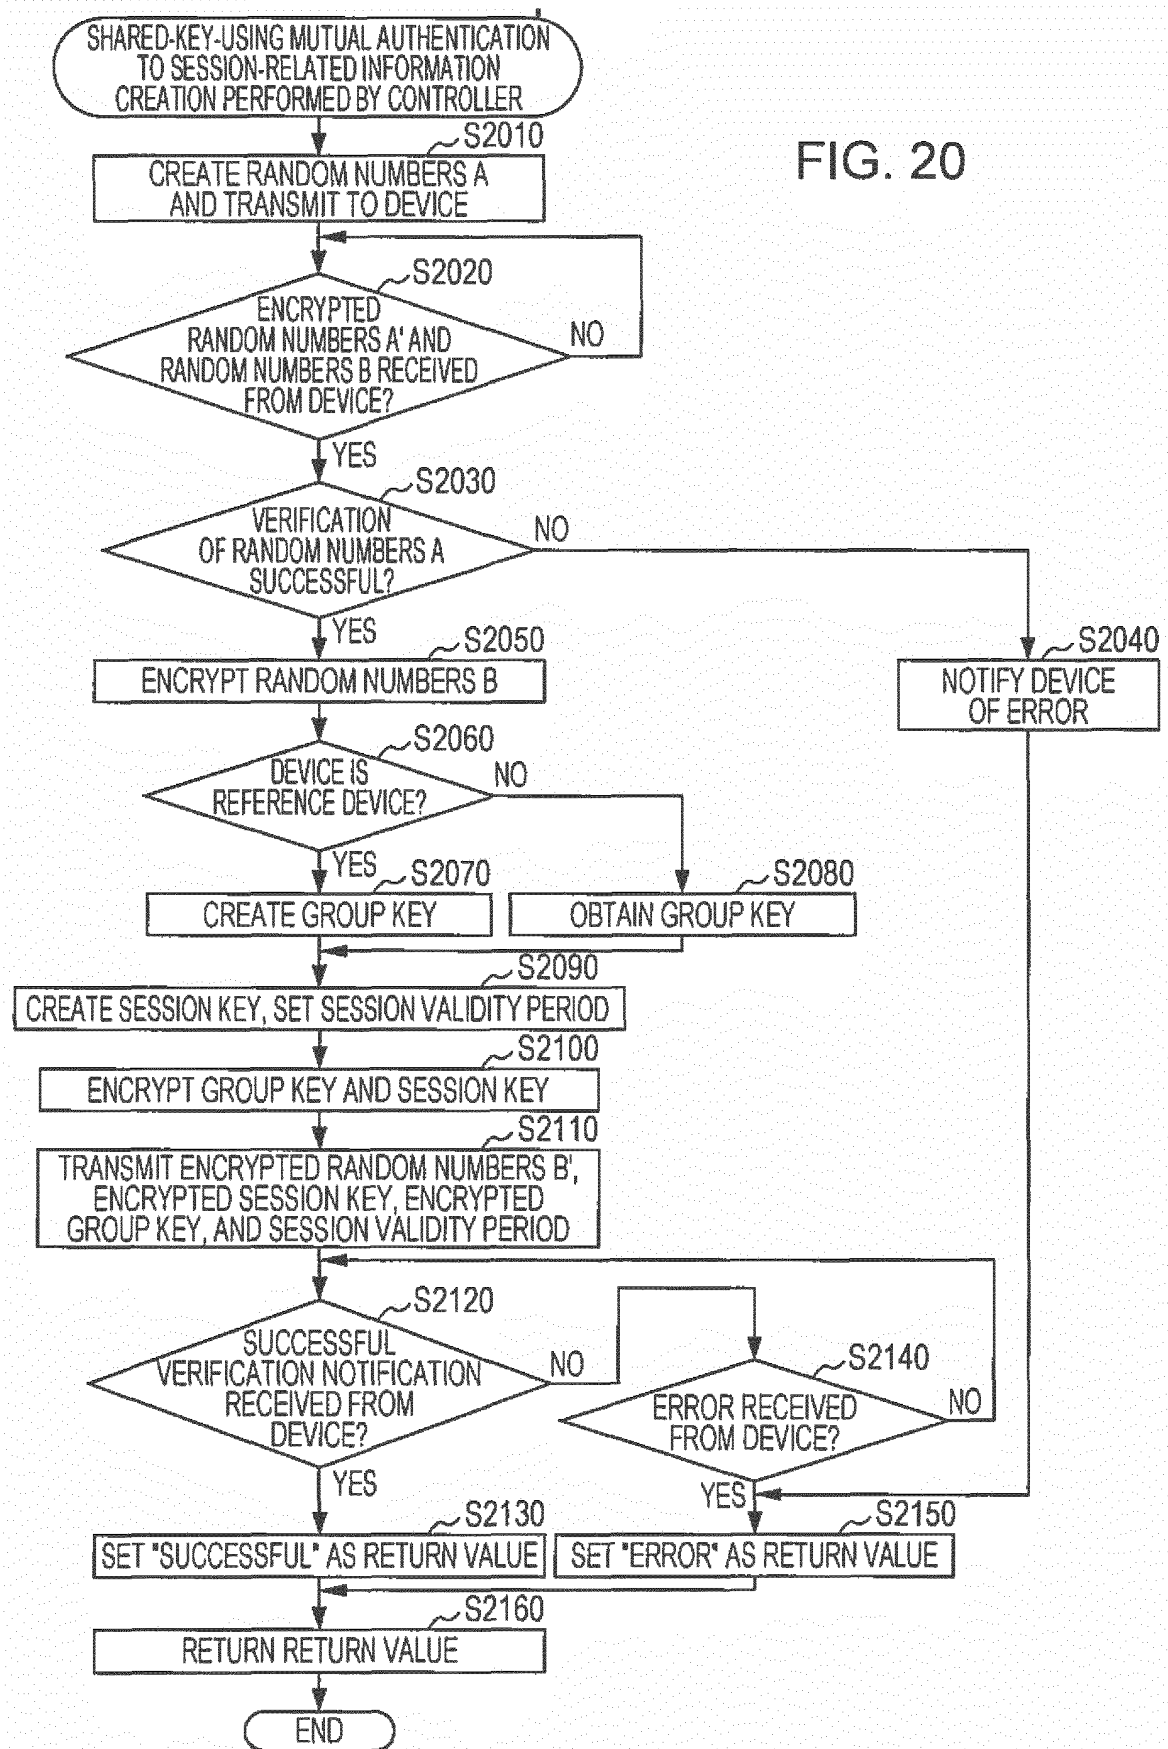 SHARED-KEY-USING MUTUAL AUTHENTICATION
TO SESSION-RELATED INFORMATION
CREATION PERFORMED BY CONTROLLER
FIG. 20
S2010
CREATE RANDOM NUMBERS A
AND TRANSMIT TO DEVICE
S2020
ENCRYPTED
RANDOM NUMBERS A' AND
RANDOM NUMBERS B RECEIVED
FROM DEVICE?
NO
YES
S2030
VERIFICATION
OF RANDOM NUMBERS A
SUCCESSFUL?
NO
YES
S2040
NOTIFY DEVICE
OF ERROR
S2050
ENCRYPT RANDOM NUMBERS B
S2060
DEVICE IS
REFERENCE DEVICE?
NO
YES
S2070
CREATE GROUP KEY
S2080
OBTAIN GROUP KEY
S2090
CREATE SESSION KEY, SET SESSION VALIDITY PERIOD
S2100
ENCRYPT GROUP KEY AND SESSION KEY
S2110
TRANSMIT ENCRYPTED RANDOM NUMBERS B',
ENCRYPTED SESSION KEY, ENCRYPTED
GROUP KEY, AND SESSION VALIDITY PERIOD
S2120
SUCCESSFUL
VERIFICATION NOTIFICATION
RECEIVED FROM
DEVICE?
NO
YES
S2140
ERROR RECEIVED
FROM DEVICE?
NO
YES
S2130
SET "SUCCESSFUL" AS RETURN VALUE
S2150
SET "ERROR" AS RETURN VALUE
S2160
RETURN RETURN VALUE
END